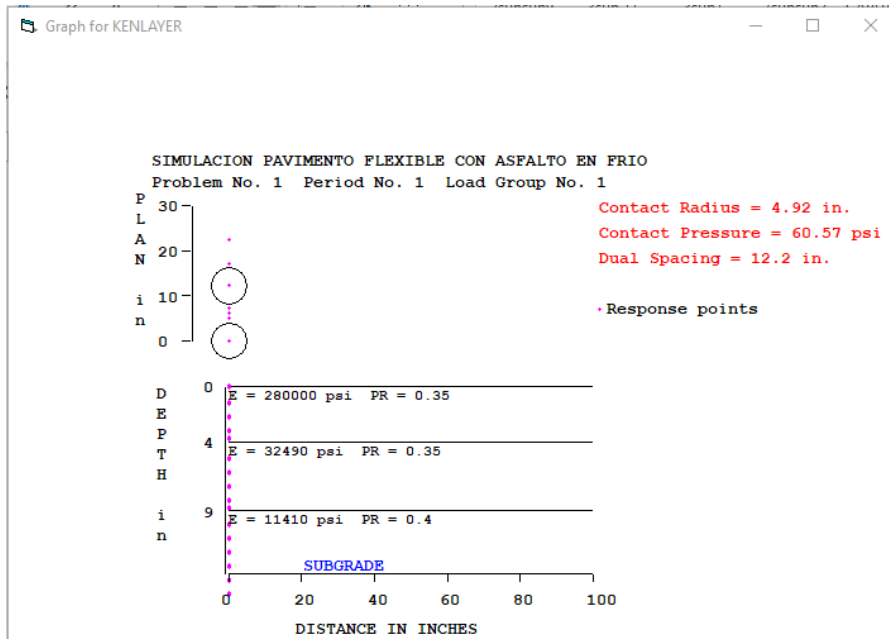 Graph for KENLAYER
SIMULACION PAVIMENTO FLEXIBLE CON ASFALTO EN FRIO
Problem No. 1 Period No. 1 Load Group No. 1
PLAN in
30
20
10
0
Contact Radius = 4.92 in.
Contact Pressure = 60.57 psi
Dual Spacing = 12.2 in.
Response points
DEPTH in
0
E = 280000 psi PR = 0.35
4
E = 32490 psi PR = 0.35
9
E = 11410 psi PR = 0.4
SUBGRADE
0 20 40 60 80 100
DISTANCE IN INCHES